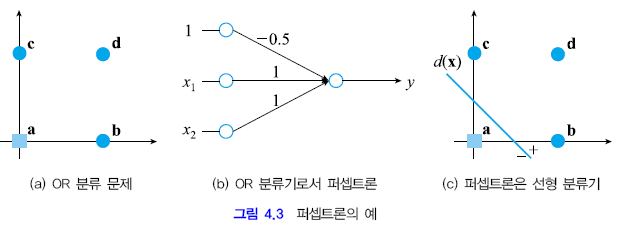 c
d
a
b
(a) OR 분류 문제
1
−0.5
x₁
1
y
1
x₂
(b) OR 분류기로서 퍼셉트론
c
d
d(x)
a
b
− +
(c) 퍼셉트론은 선형 분류기
그림 4.3 퍼셉트론의 예